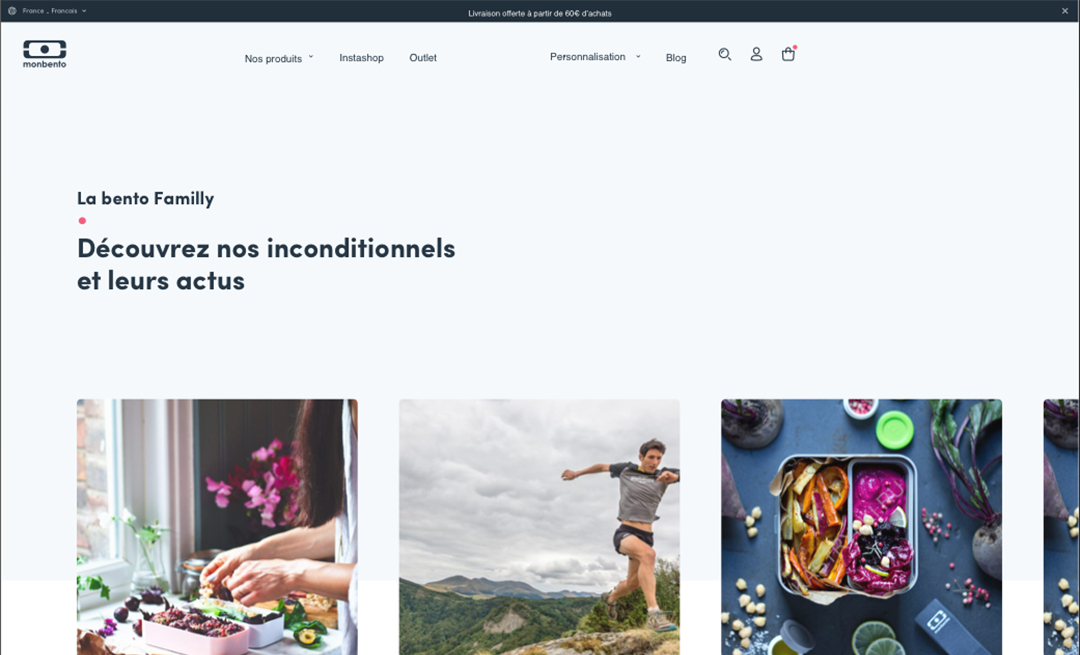 France , Francais
Livraison offerte à partir de 60€ d'achats
monbento
Nos produits
Instashop
Outlet
Personnalisation
Blog
La bento Familly
Découvrez nos inconditionnels
et leurs actus